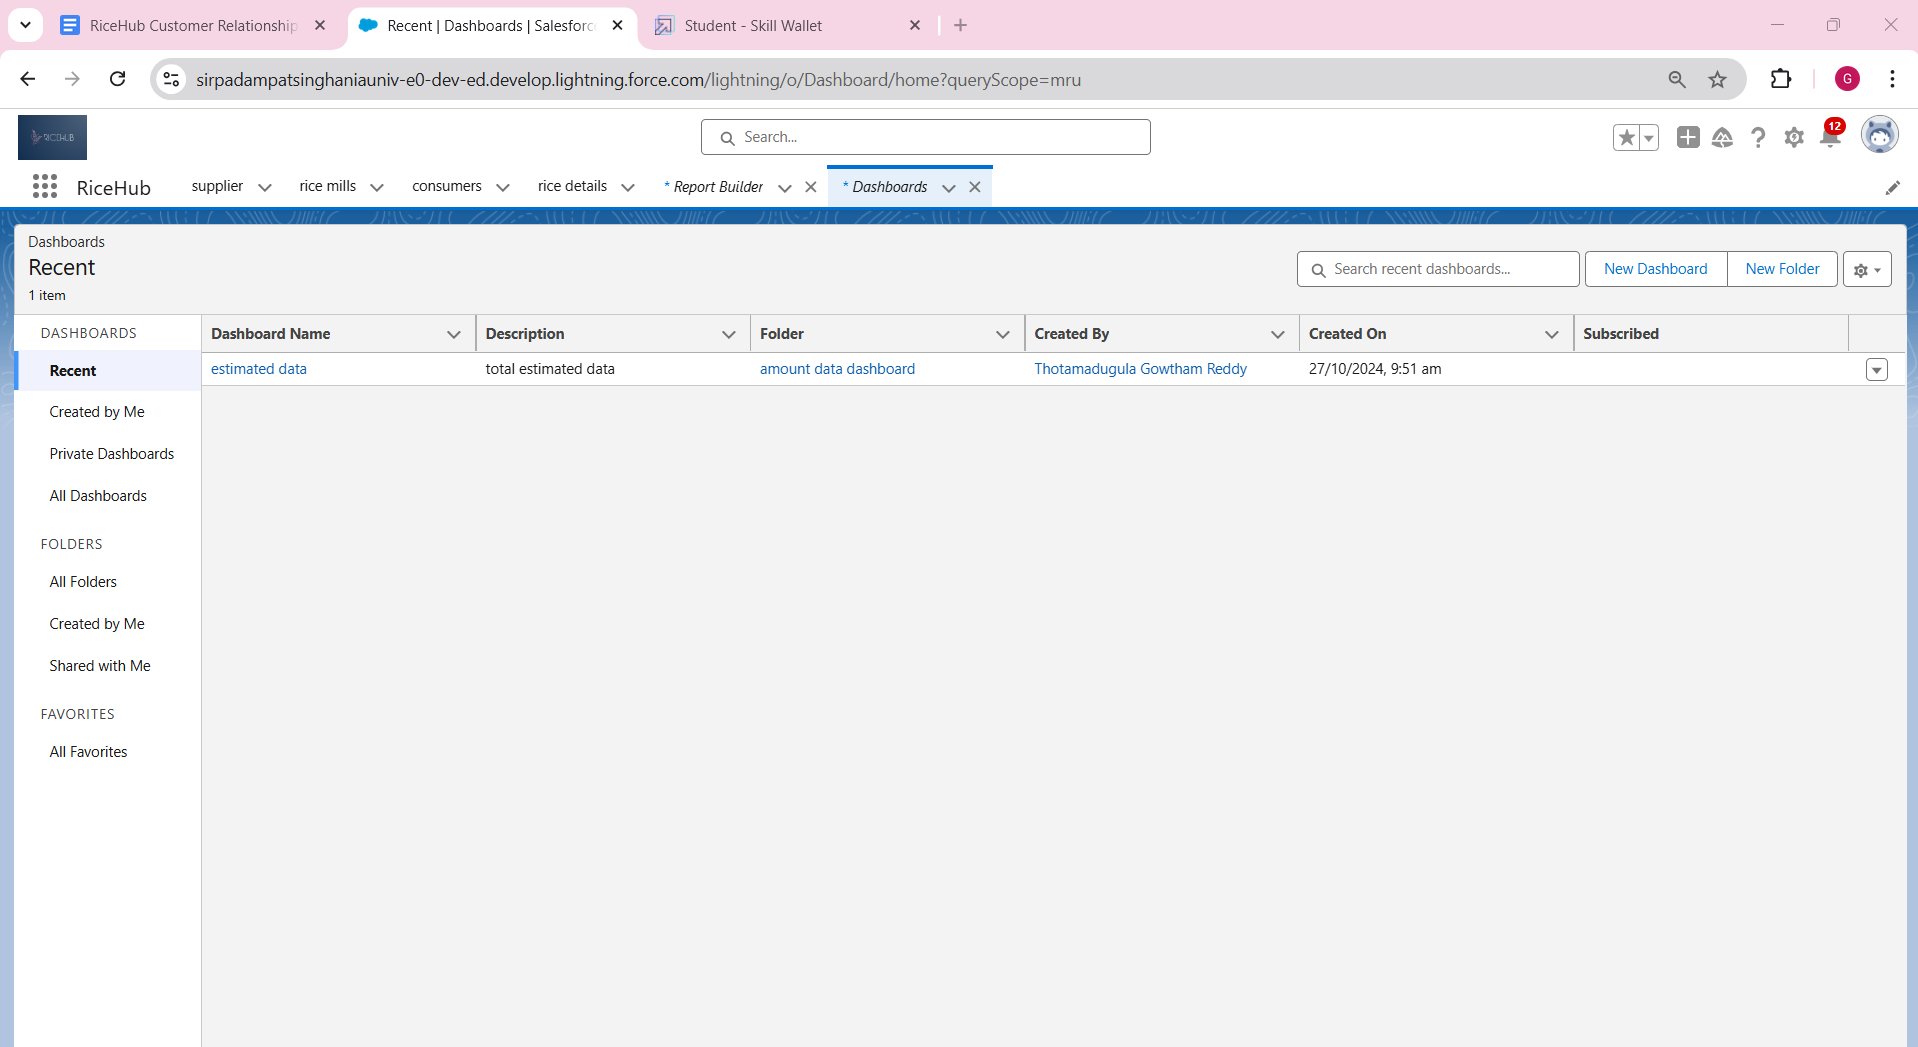 RiceHub Customer Relationship
Recent | Dashboards | Salesforc
Student - Skill Wallet
sirpadampatsinghaniauniv-e0-dev-ed.develop.lightning.force.com/lightning/o/Dashboard/home?queryScope=mru
G
RICEHUB
Search...
12
RiceHub
supplier
rice mills
consumers
rice details
* Report Builder
* Dashboards
Dashboards
Recent
1 item
Search recent dashboards...
New Dashboard
New Folder
DASHBOARDS
Recent
Created by Me
Private Dashboards
All Dashboards
FOLDERS
All Folders
Created by Me
Shared with Me
FAVORITES
All Favorites
Dashboard Name Description Folder Created By Created On Subscribed
estimated data total estimated data amount data dashboard Thotamadugula Gowtham Reddy 27/10/2024, 9:51 am